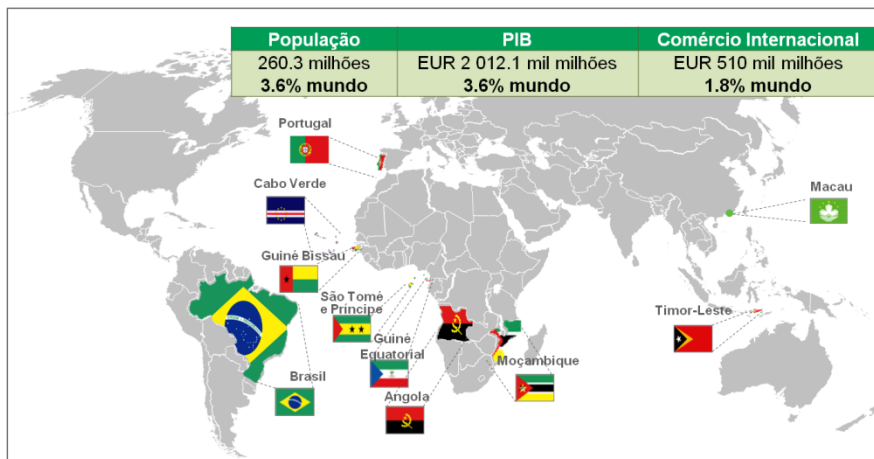 População PIB Comércio Internacional
260.3 milhões EUR 2 012.1 mil milhões EUR 510 mil milhões
3.6% mundo 3.6% mundo 1.8% mundo
Portugal
Cabo Verde
Macau
Guiné Bissau
São Tomé
e Príncipe
Timor-Leste
Guiné
Equatorial
Moçambique
Brasil
Angola